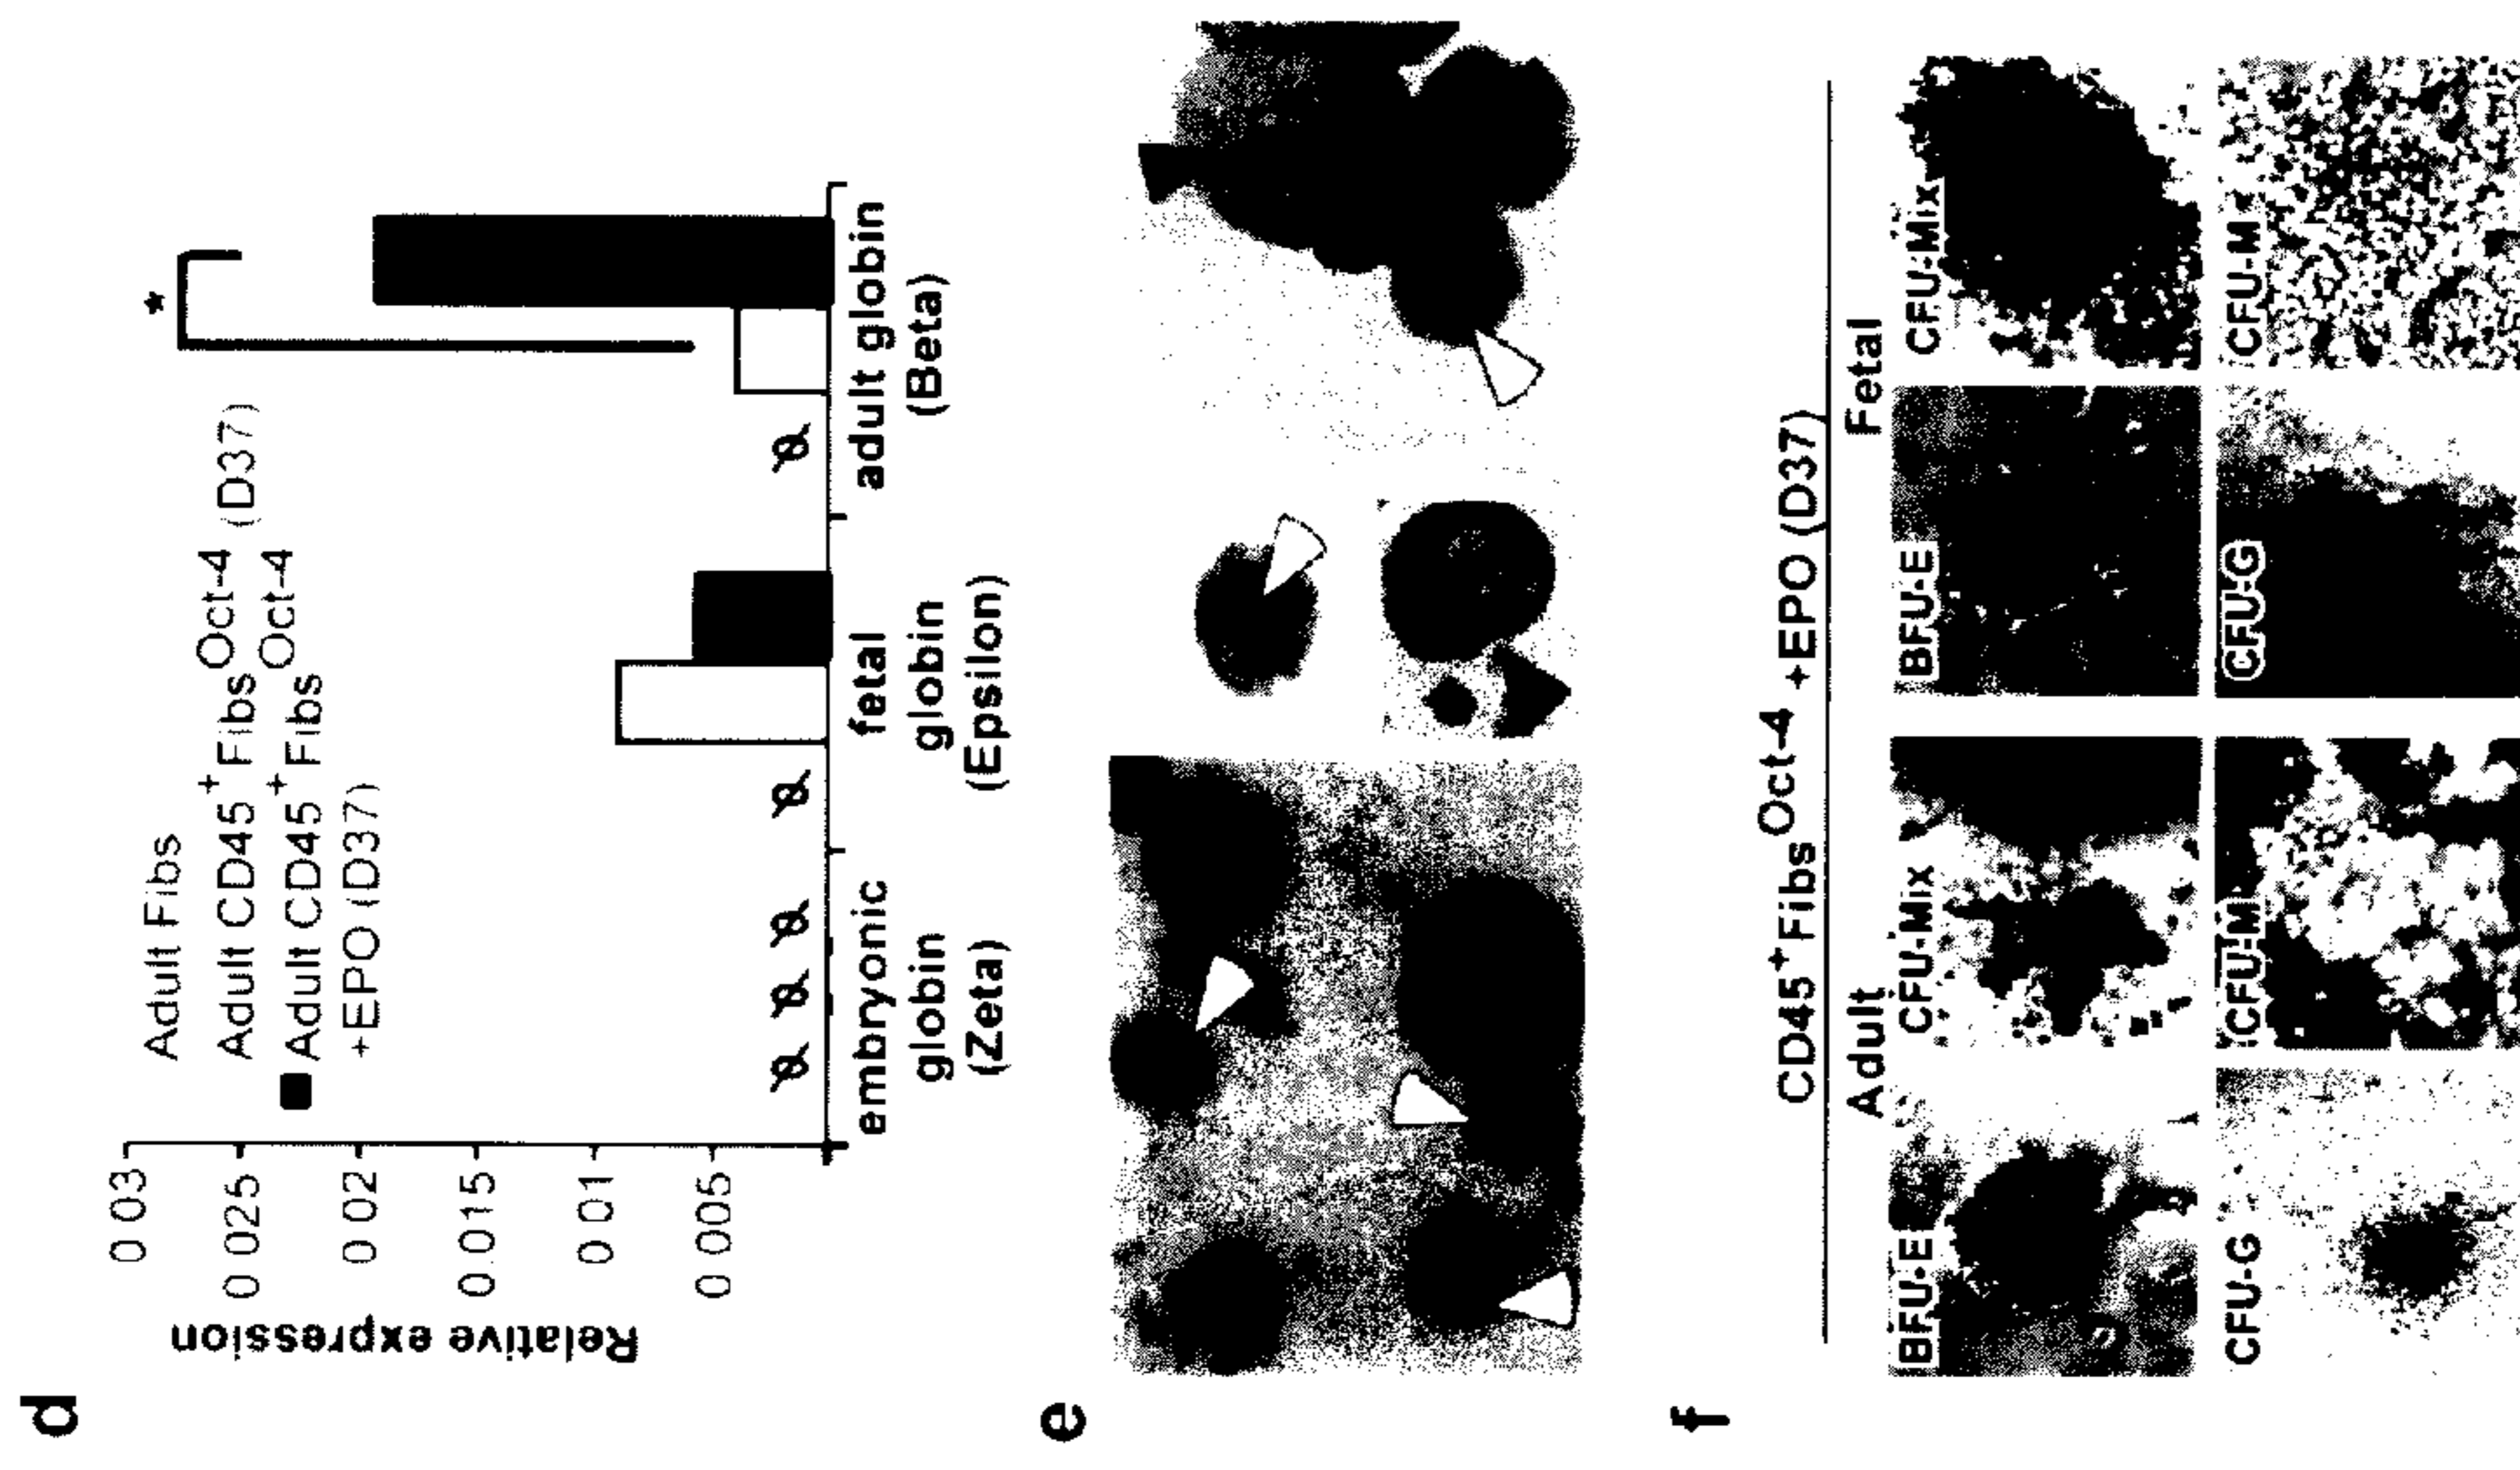 d
Relative expression
0 03
0 025
0 02
0.015
0 01
0 005
Adult Fibs
Adult CD45+FibsOct-4 (D37)
Adult CD45+FibsOct-4
+EPO (D37)
*
ø ø ø ø ø
embryonic
globin
(Zeta)
fetal
globin
(Epsilon)
adult globin
(Beta)
e
f
CD45+FibsOct-4 +EPO (D37)
Adult
Fetal
BFU-E
CFU-Mix
BFU-E
CFU-Mix
CFU-G
CFU-M
CFU-G
CFU-M